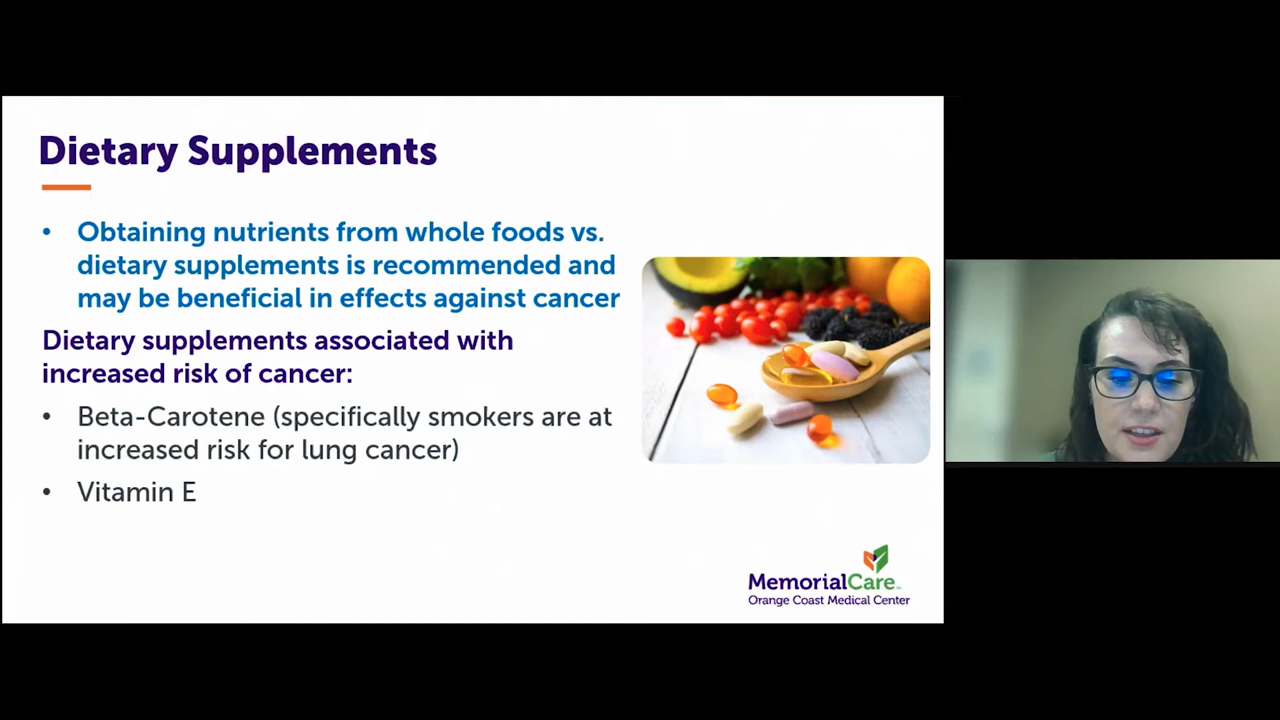 Dietary Supplements
• Obtaining nutrients from whole foods vs.
dietary supplements is recommended and
may be beneficial in effects against cancer
Dietary supplements associated with
increased risk of cancer:
• Beta-Carotene (specifically smokers are at
increased risk for lung cancer)
• Vitamin E
MemorialCare™
Orange Coast Medical Center